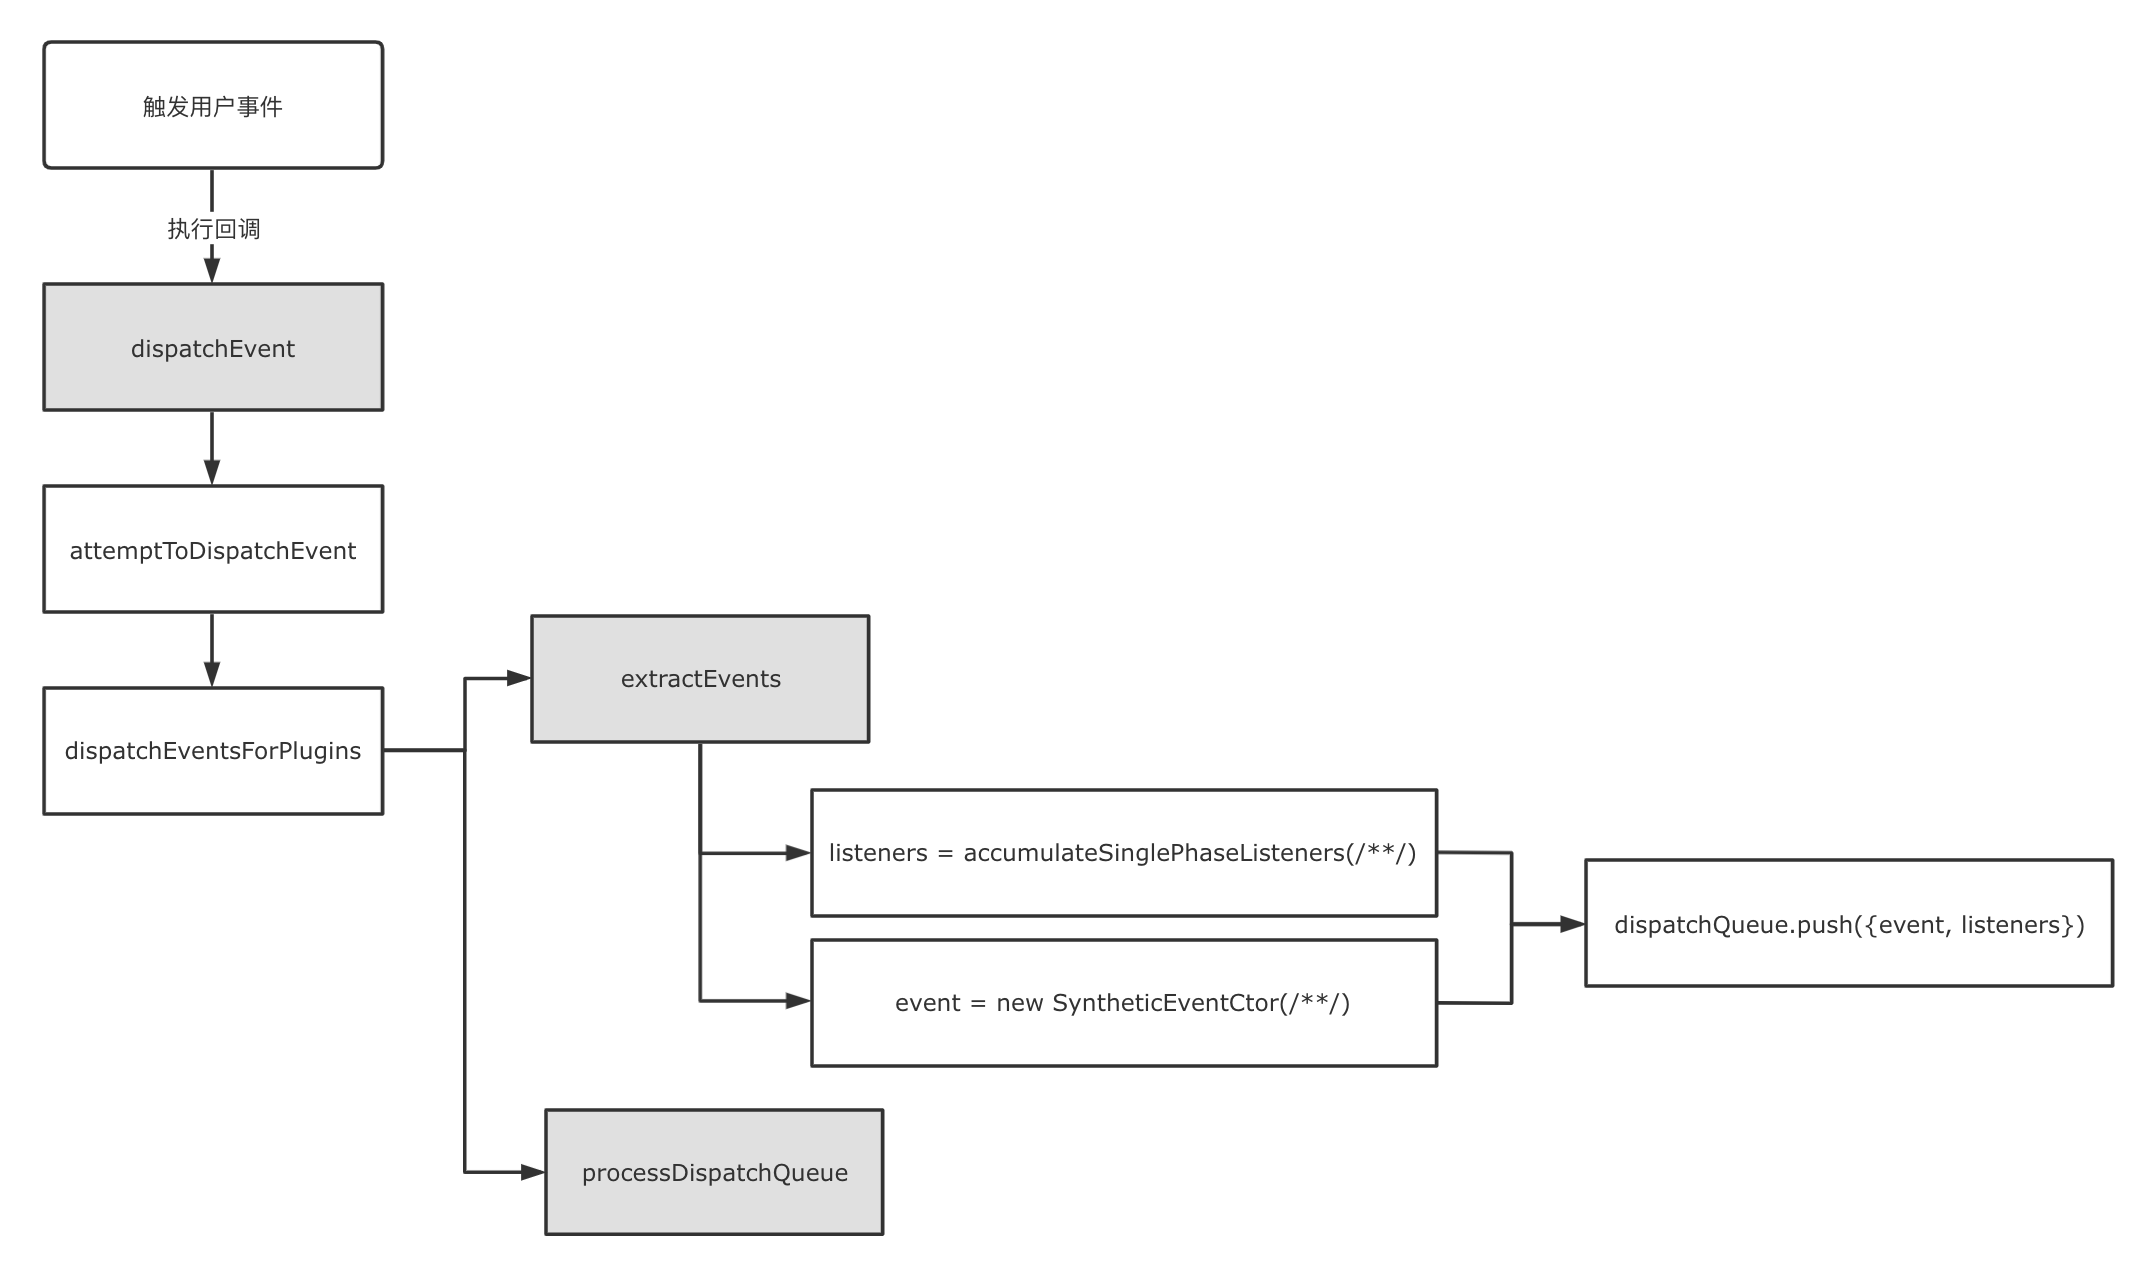 触发用户事件
执行回调
dispatchEvent
attemptToDispatchEvent
dispatchEventsForPlugins
extractEvents
listeners = accumulateSinglePhaseListeners(/**/)
event = new SyntheticEventCtor(/**/)
dispatchQueue.push({event, listeners})
processDispatchQueue